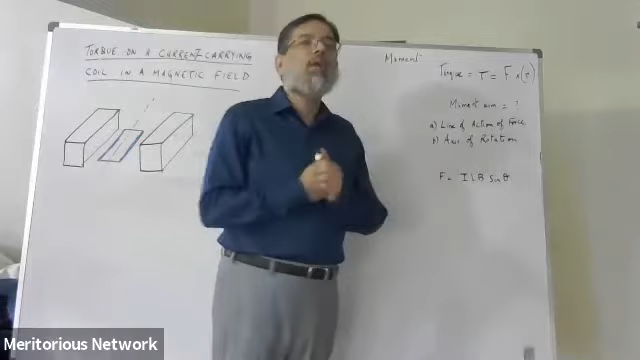 TORQUE ON A CURRENT CARRYING
COIL IN A MAGNETIC FIELD
Moment
Torque = T = F x (r)
Moment arm = ?
a) Line of Action of Force
b) Axis of Rotation
F = I L B Sin θ
Meritorious Network